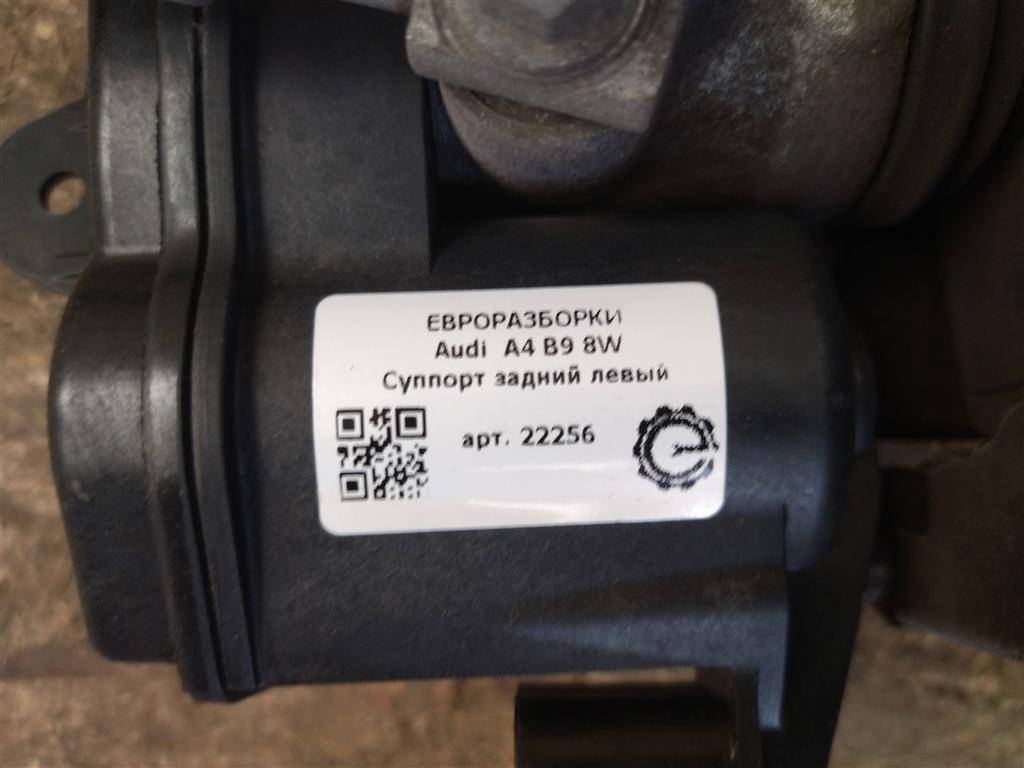 ЕВРОРАЗБОРКИ
Audi A4 B9 8W
Суппорт задний левый
арт. 22256